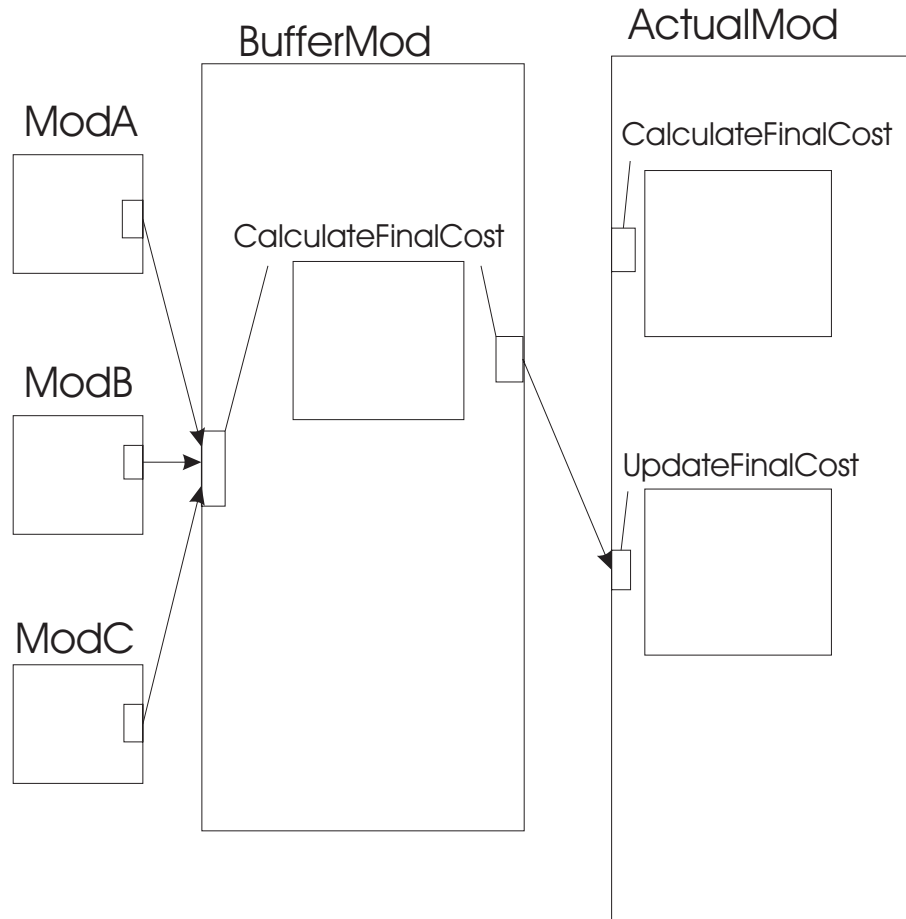 BufferMod
ActualMod
ModA
CalculateFinalCost
CalculateFinalCost
ModB
UpdateFinalCost
ModC